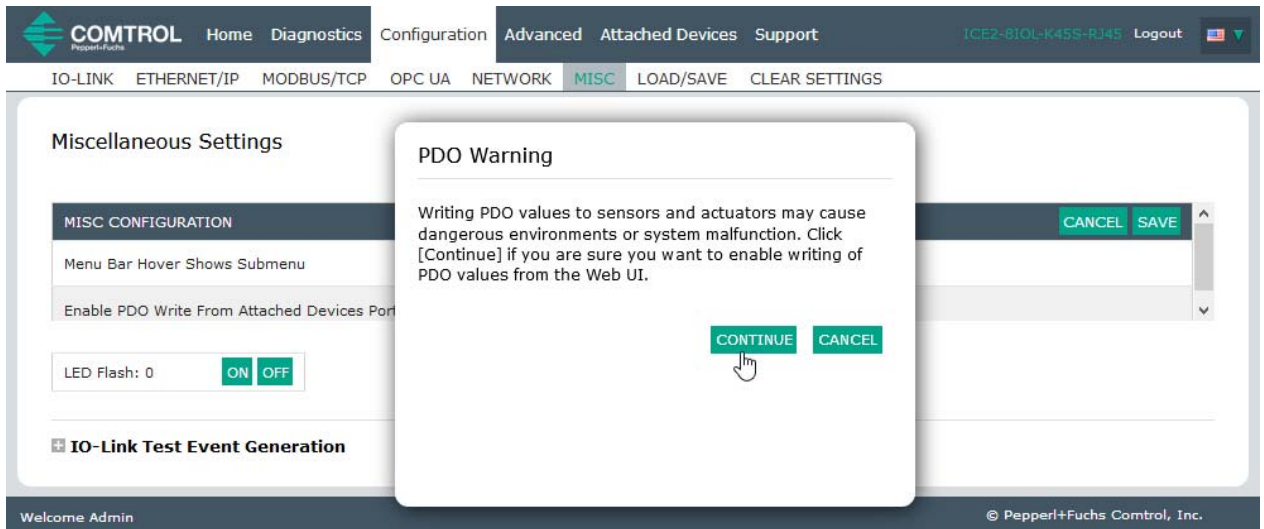 COMTROL
Pepperl+Fuchs
Home Diagnostics Configuration Advanced Attached Devices Support
ICE2-8IOL-K45S-RJ45 Logout
IO-LINK ETHERNET/IP MODBUS/TCP OPC UA NETWORK MISC LOAD/SAVE CLEAR SETTINGS
Miscellaneous Settings
MISC CONFIGURATION
CANCEL SAVE
Menu Bar Hover Shows Submenu
Enable PDO Write From Attached Devices Port
LED Flash: 0 ON OFF
IO-Link Test Event Generation
PDO Warning
Writing PDO values to sensors and actuators may cause
dangerous environments or system malfunction. Click
[Continue] if you are sure you want to enable writing of
PDO values from the Web UI.
CONTINUE CANCEL
Welcome Admin
© Pepperl+Fuchs Comtrol, Inc.